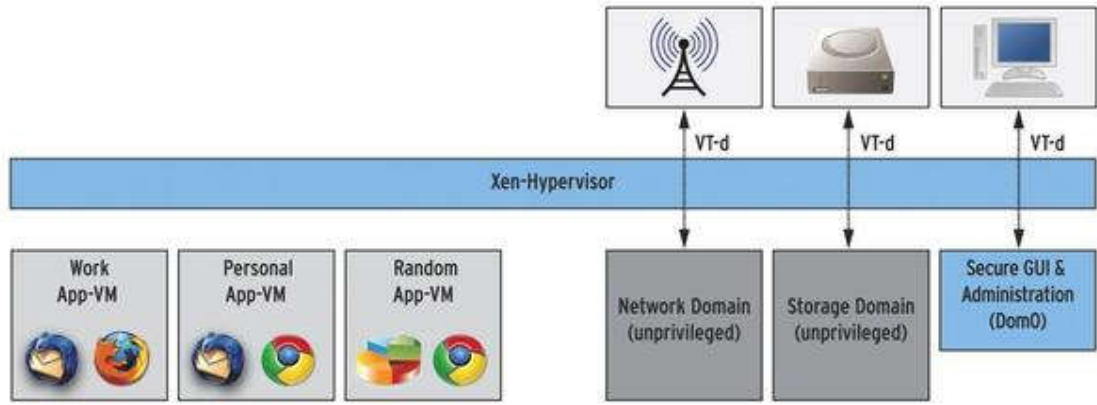 VT-d
VT-d
VT-d
Xen-Hypervisor
Work
App-VM
Personal
App-VM
Random
App-VM
Network Domain
(unprivileged)
Storage Domain
(unprivileged)
Secure GUI &
Administration
(Dom0)